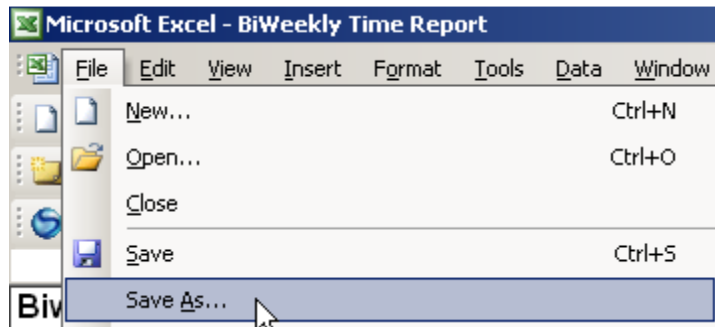 Microsoft Excel - BiWeekly Time Report
File Edit View Insert Format Tools Data Window
New... Ctrl+N
Open... Ctrl+O
Close
Save Ctrl+S
Save As...